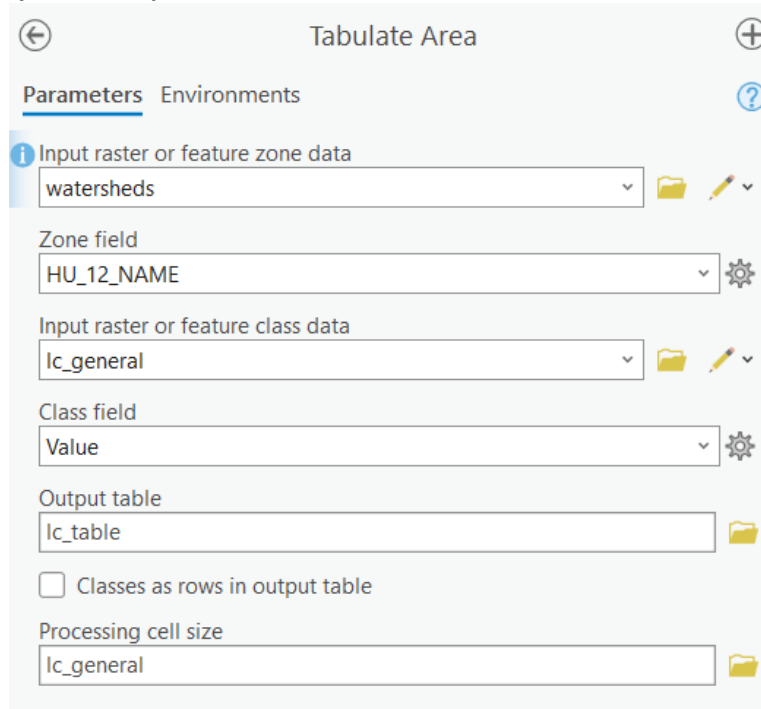 Tabulate Area
Parameters Environments
Input raster or feature zone data
watersheds
Zone field
HU_12_NAME
Input raster or feature class data
lc_general
Class field
Value
Output table
lc_table
Classes as rows in output table
Processing cell size
lc_general